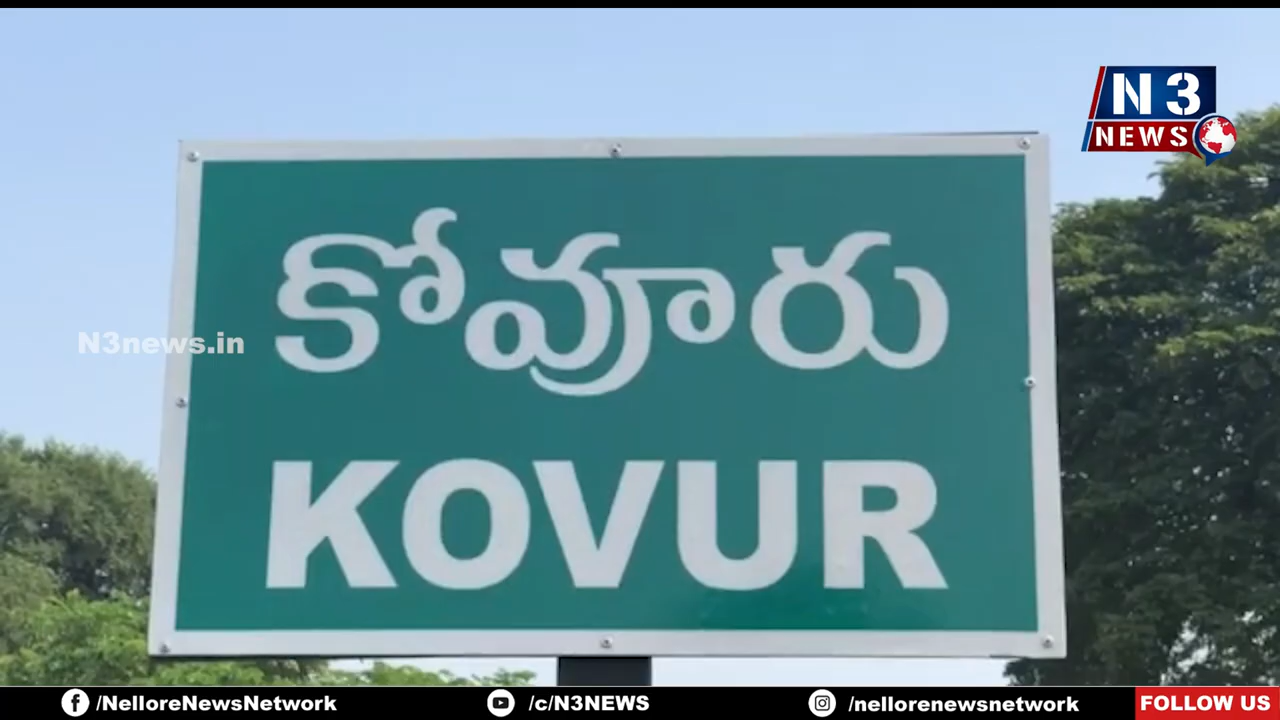 N3
NEWS
కోవూరు
N3news.in
KOVUR
/NelloreNewsNetwork
/c/N3NEWS
/nellorenewsnetwork
FOLLOW US